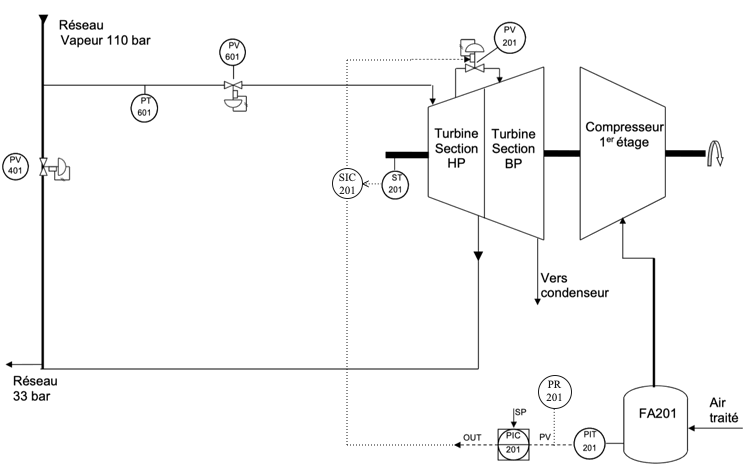 Réseau
Vapeur 110 bar
PV
601
PV
201
PT
601
Turbine
Section
HP
Turbine
Section
BP
Compresseur
1er étage
PV
401
SIC
201
ST
201
Vers
condenseur
Réseau
33 bar
PR
201
FA201
Air
traité
SP
OUT
PIC
201
PV
PIT
201